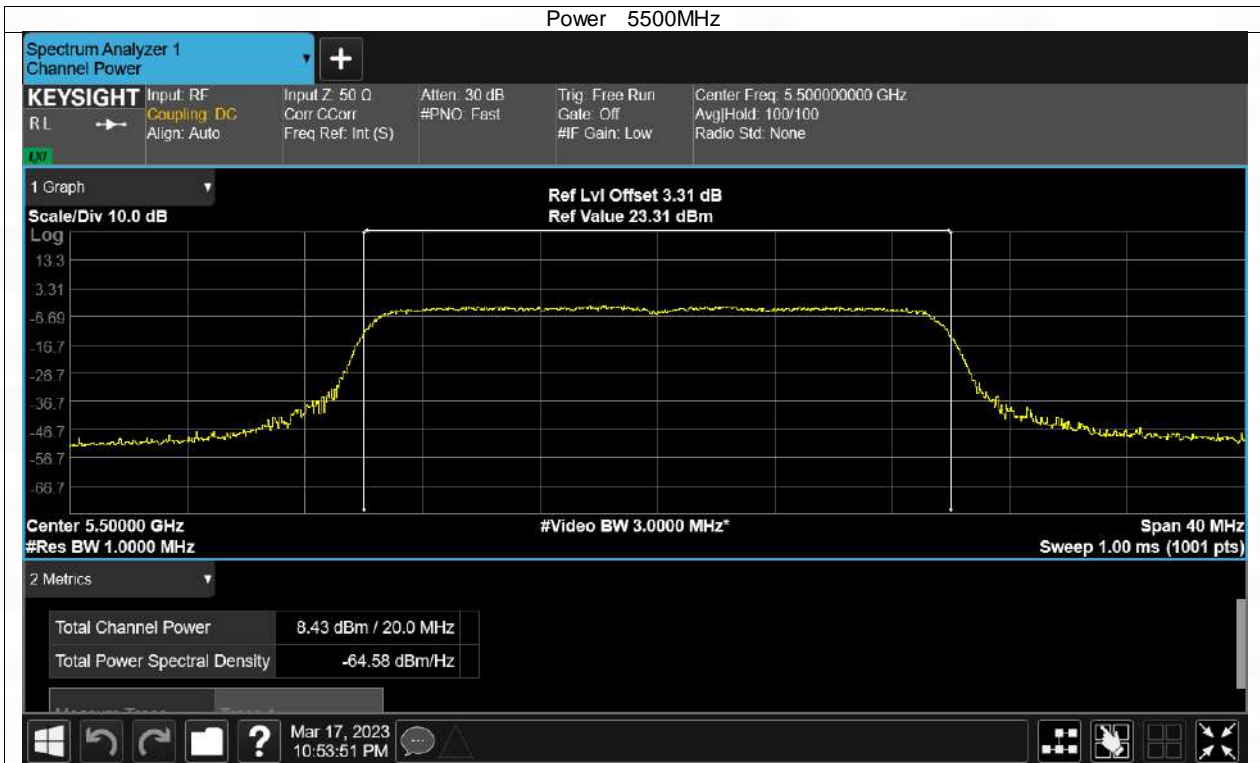 Power 5500MHz
Spectrum Analyzer 1
Channel Power
+
KEYSIGHT
RL
LXI
Input: RF
Coupling: DC
Align: Auto
Input Z: 50 Ω
Corr CCorr
Freq Ref: Int (S)
Atten: 30 dB
#PNO: Fast
Trig: Free Run
Gate: Off
#IF Gain: Low
Center Freq: 5.500000000 GHz
Avg|Hold: 100/100
Radio Std: None
1 Graph
Scale/Div 10.0 dB
Ref Lvl Offset 3.31 dB
Ref Value 23.31 dBm
Log
13.3
3.31
-6.69
-16.7
-26.7
-36.7
-46.7
-56.7
-66.7
Center 5.50000 GHz
#Video BW 3.0000 MHz*
Span 40 MHz
#Res BW 1.0000 MHz
Sweep 1.00 ms (1001 pts)
2 Metrics
Total Channel Power 8.43 dBm / 20.0 MHz
Total Power Spectral Density -64.58 dBm/Hz
?
Mar 17, 2023
10:53:51 PM